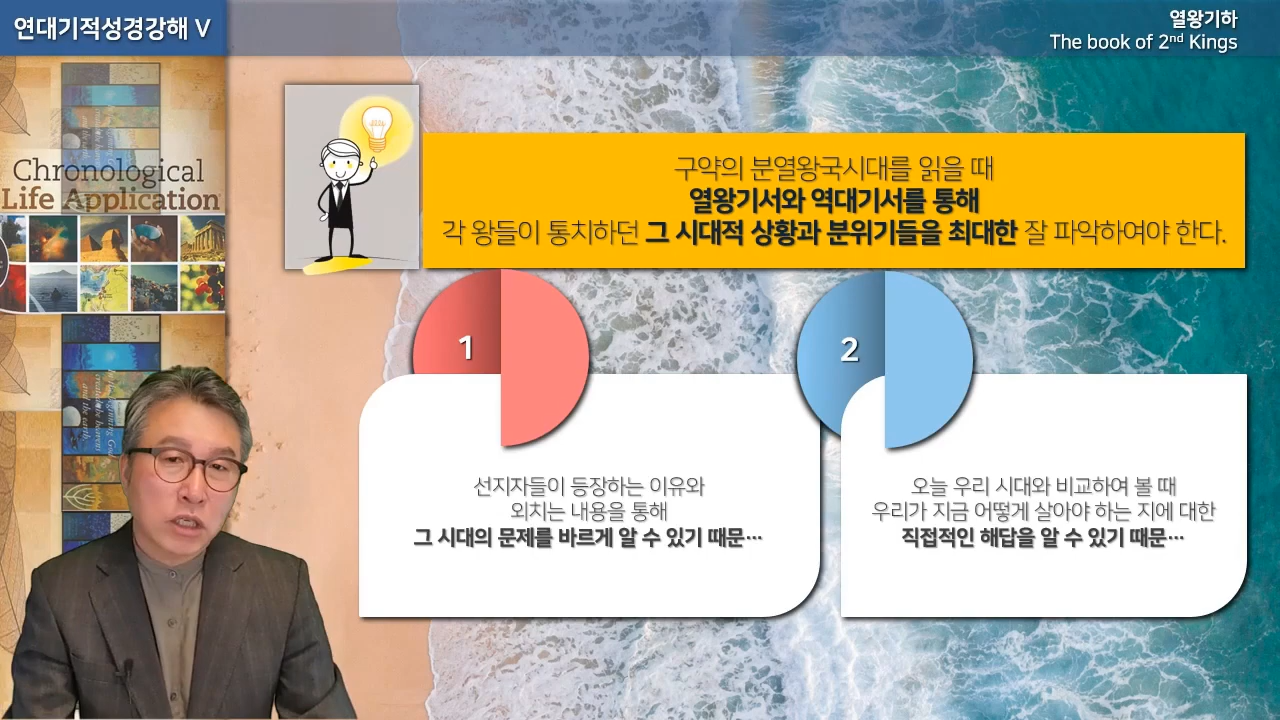 연대기적성경강해 V
열왕기하
The book of 2nd Kings
Chronological
Life Application
구약의 분열왕국시대를 읽을 때
열왕기서와 역대기서를 통해
각 왕들이 통치하던 그 시대적 상황과 분위기들을 최대한 잘 파악하여야 한다.
1
2
선지자들이 등장하는 이유와
외치는 내용을 통해
그 시대의 문제를 바르게 알 수 있기 때문…
오늘 우리 시대와 비교하여 볼 때
우리가 지금 어떻게 살아야 하는 지에 대한
직접적인 해답을 알 수 있기 때문…